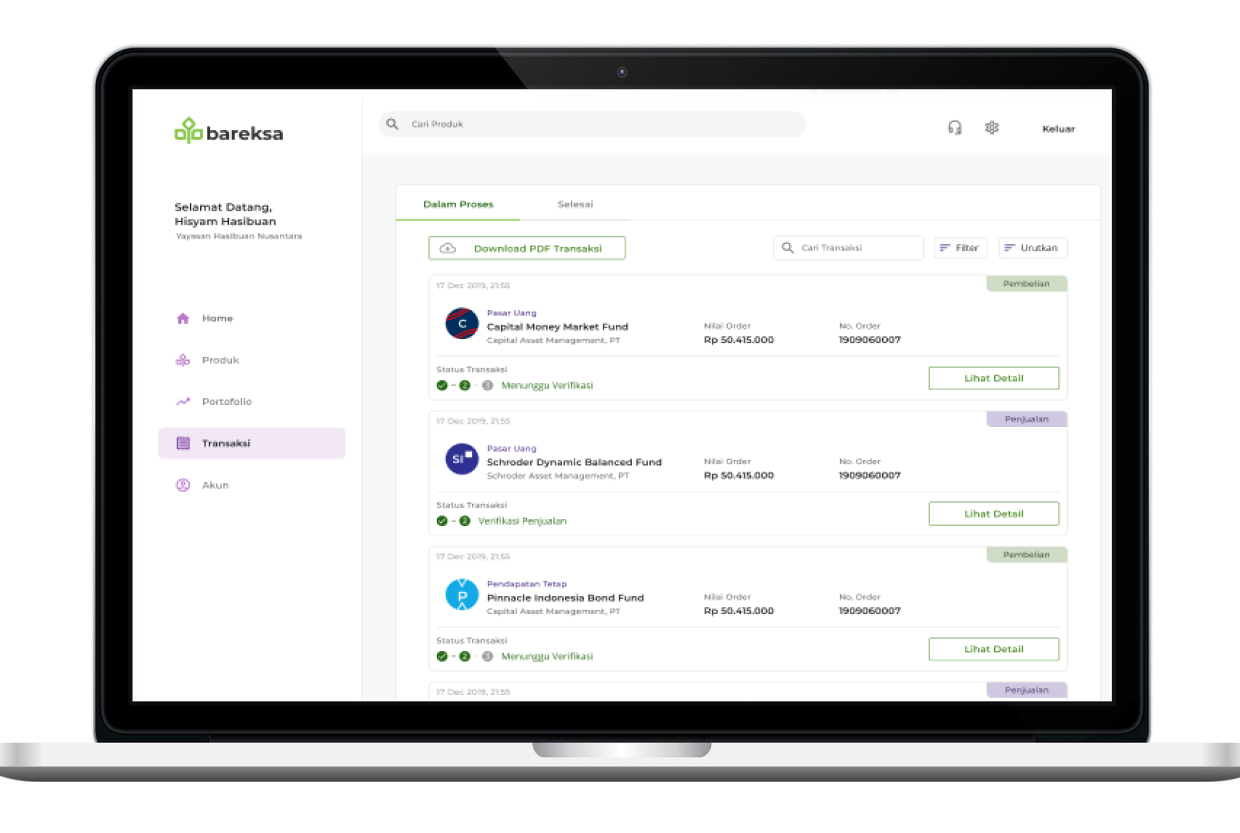 bareksa
Cari Produk
Keluar
Selamat Datang,
Hisyam Hasibuan
Yayasan Hasibuan Nusantara
Home
Produk
Portofolio
Transaksi
Akun
Dalam Proses
Selesai
Download PDF Transaksi
Cari Transaksi
Filter
Urutkan
17 Dec 2019, 21:55
Pembelian
C
Pasar Uang
Capital Money Market Fund
Capital Asset Management, PT
Nilai Order
Rp 50.415.000
No. Order
1909060007
Status Transaksi
2 3 Menunggu Verifikasi
Lihat Detail
17 Dec 2019, 21:55
Penjualan
SI
Pasar Uang
Schroder Dynamic Balanced Fund
Schroder Asset Management, PT
Nilai Order
Rp 50.415.000
No. Order
1909060007
Status Transaksi
2 Verifikasi Penjualan
Lihat Detail
17 Dec 2019, 21:55
Pembelian
P
Pendapatan Tetap
Pinnacle Indonesia Bond Fund
Capital Asset Management, PT
Nilai Order
Rp 50.415.000
No. Order
1909060007
Status Transaksi
2 3 Menunggu Verifikasi
Lihat Detail
17 Dec 2019, 21:55
Penjualan